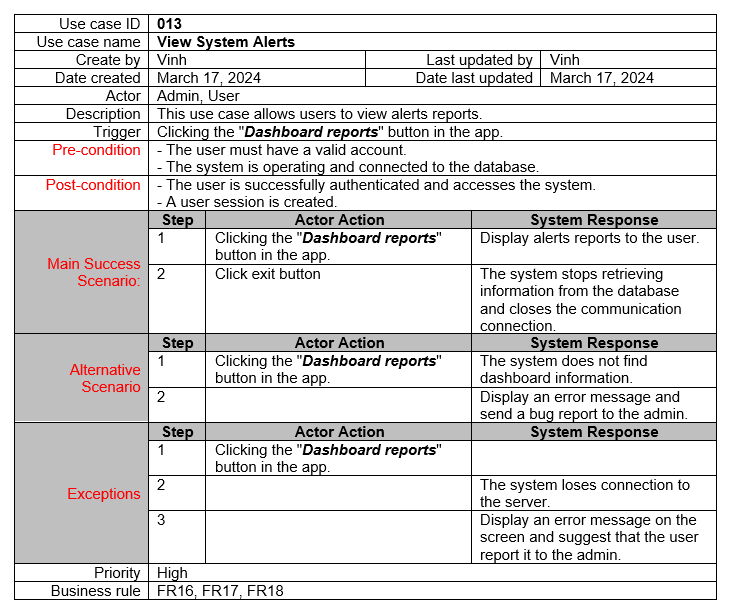 Use case ID 013
Use case name View System Alerts
Create by Vinh Last updated by Vinh
Date created March 17, 2024 Date last updated March 17, 2024
Actor Admin, User
Description This use case allows users to view alerts reports.
Trigger Clicking the "Dashboard reports" button in the app.
Pre-condition - The user must have a valid account.
- The system is operating and connected to the database.
Post-condition - The user is successfully authenticated and accesses the system.
- A user session is created.
Main Success
Scenario:
Step Actor Action System Response
1 Clicking the "Dashboard reports" Display alerts reports to the user.
button in the app.
2 Click exit button The system stops retrieving
information from the database
and closes the communication
connection.
Alternative
Scenario
Step Actor Action System Response
1 Clicking the "Dashboard reports" The system does not find
button in the app. dashboard information.
2 Display an error message and
send a bug report to the admin.
Exceptions
Step Actor Action System Response
1 Clicking the "Dashboard reports"
button in the app.
2 The system loses connection to
the server.
3 Display an error message on the
screen and suggest that the user
report it to the admin.
Priority High
Business rule FR16, FR17, FR18